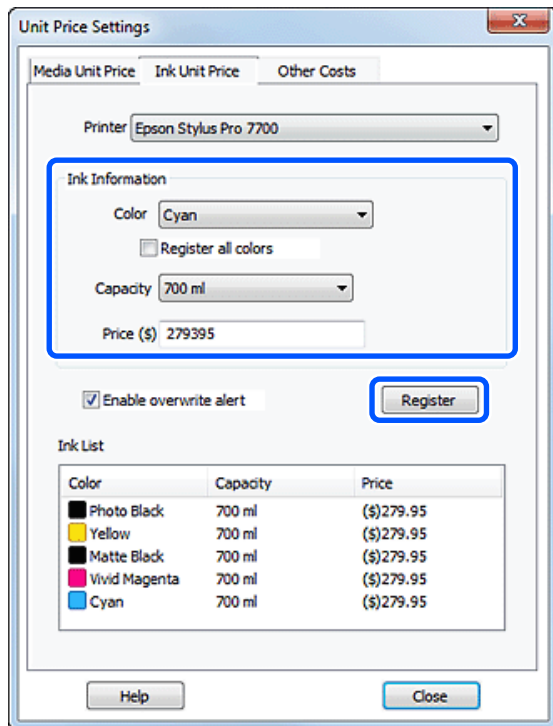 Unit Price Settings
Media Unit Price Ink Unit Price Other Costs
Printer Epson Stylus Pro 7700
Ink Information
Color Cyan
Register all colors
Capacity 700 ml
Price ($) 279395
Enable overwrite alert Register
Ink List
Color Capacity Price
Photo Black 700 ml ($)279.95
Yellow 700 ml ($)279.95
Matte Black 700 ml ($)279.95
Vivid Magenta 700 ml ($)279.95
Cyan 700 ml ($)279.95
Help Close